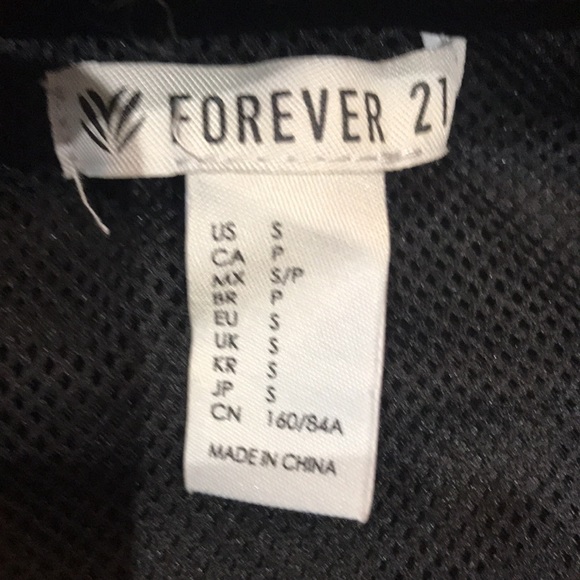 FOREVER 21
US S
CA P
MX S/P
BR P
EU S
UK S
KR S
JP S
CN 160/84A
MADE IN CHINA